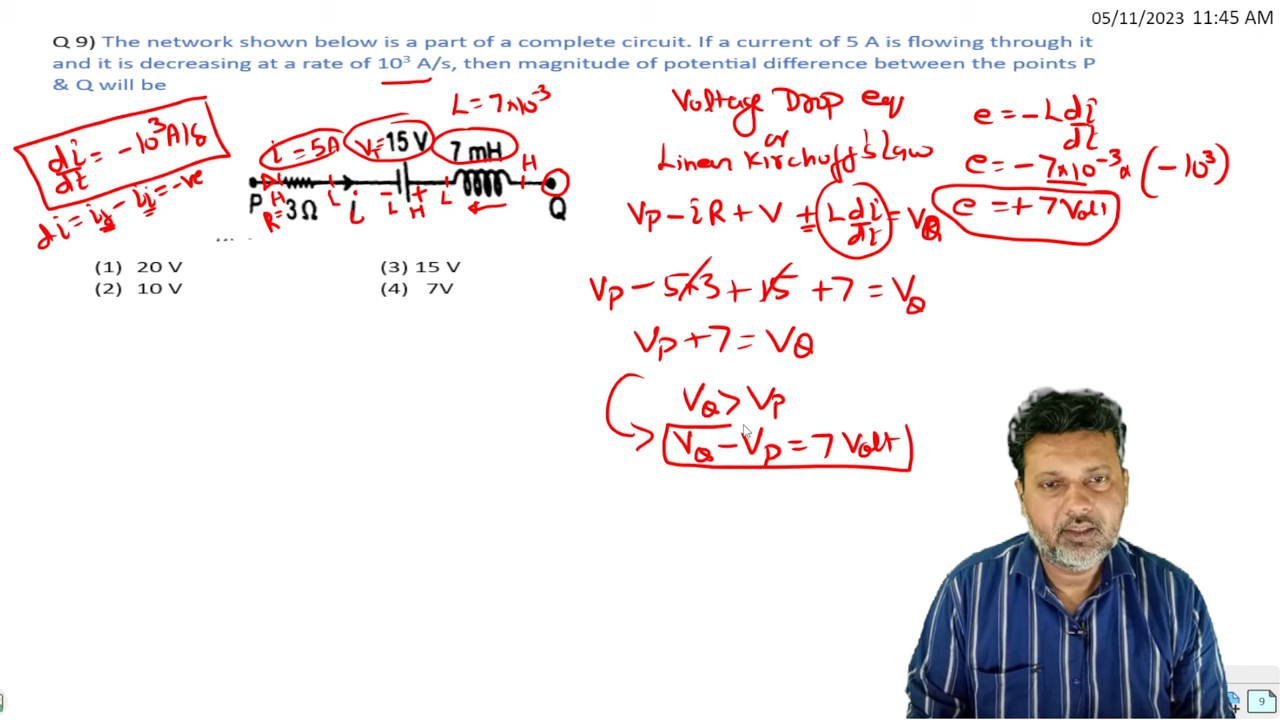 05/11/2023 11:45 AM
Q 9) The network shown below is a part of a complete circuit. If a current of 5 A is flowing through it
and it is decreasing at a rate of 10³ A/s, then magnitude of potential difference between the points P
& Q will be
di/dt = -10³ A/s
di = i₂ - i₁ = -ve
L = 7×10⁻³
i = 5A
V = 15 V
7 mH
H
P
H
R = 3 Ω
L
i
-
L
+
H
L
Q
(1) 20 V
(3) 15 V
(2) 10 V
(4) 7V
Voltage Drop eq
or
Linear Kirchoff's Law
Vp - iR + V + L di/dt = VQ
Vp - 5×3 + 15 + 7 = VQ
Vp + 7 = VQ
VQ > Vp
VQ - Vp = 7 Volt
e = -L di/dt
e = -7×10⁻³ × (-10³)
e = +7 Volt
9